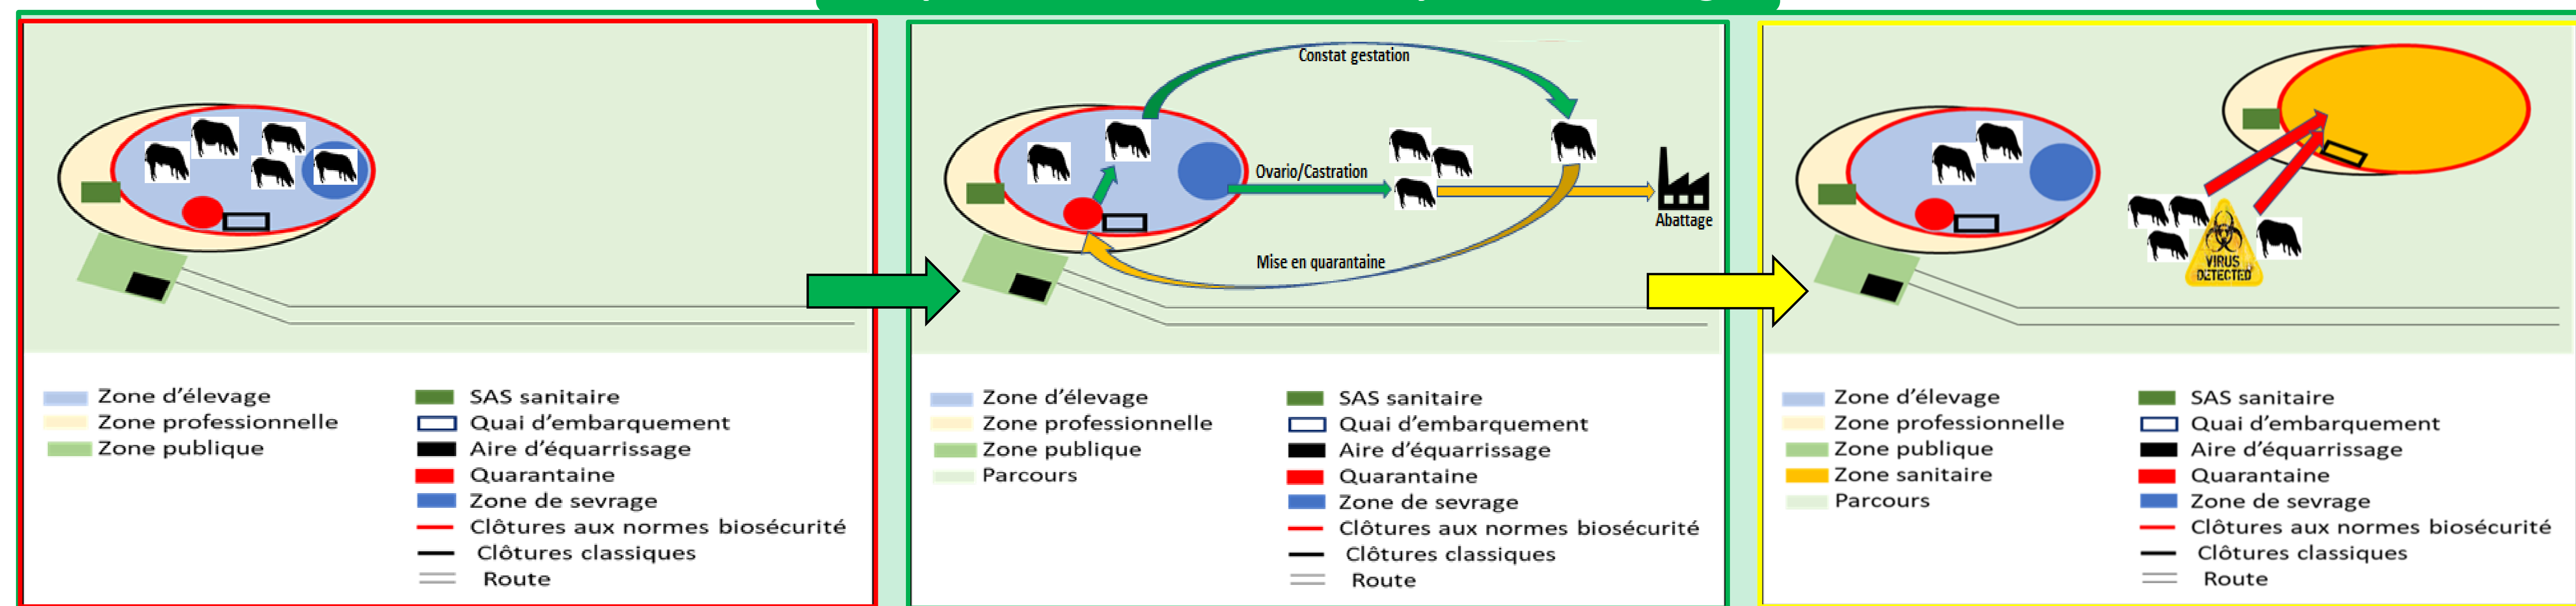 Zone d'élevage
Zone professionnelle
Zone publique
SAS sanitaire
Quai d'embarquement
Aire d'équarrissage
Quarantaine
Zone de sevrage
Clôtures aux normes biosécurité
Clôtures classiques
Route
Constat gestation
Ovario/Castration
Abattage
Mise en quarantaine
Zone d'élevage
Zone professionnelle
Zone publique
Parcours
SAS sanitaire
Quai d'embarquement
Aire d'équarrissage
Quarantaine
Zone de sevrage
Clôtures aux normes biosécurité
Clôtures classiques
Route
VIRUS
DETECTED
Zone d'élevage
Zone professionnelle
Zone publique
Zone sanitaire
Parcours
SAS sanitaire
Quai d'embarquement
Aire d'équarrissage
Quarantaine
Zone de sevrage
Clôtures aux normes biosécurité
Clôtures classiques
Route